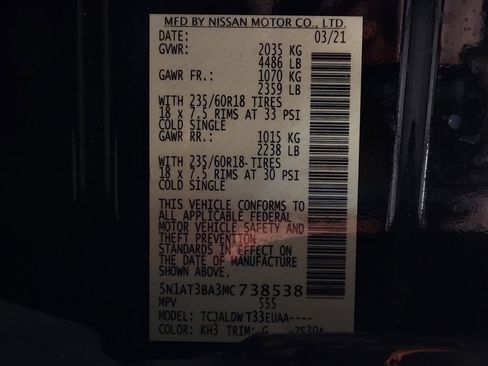 MFD BY NISSAN MOTOR CO., LTD.
DATE: 03/21
GVWR: 2035 KG
4486 LB
GAWR FR.: 1070 KG
2359 LB
WITH 235/60R18 TIRES
18 x 7.5 RIMS AT 33 PSI
COLD SINGLE
GAWR RR.: 1015 KG
2238 LB
WITH 235/60R18 TIRES
18 x 7.5 RIMS AT 30 PSI
COLD SINGLE
THIS VEHICLE CONFORMS TO
ALL APPLICABLE FEDERAL
MOTOR VEHICLE SAFETY AND
THEFT PREVENTION
STANDARDS IN EFFECT ON
THE DATE OF MANUFACTURE
SHOWN ABOVE.
5N1AT3BA3MC738538
MPV 555
MODEL: TCJALDWT33EUAA----
COLOR: KH3 TRIM: G